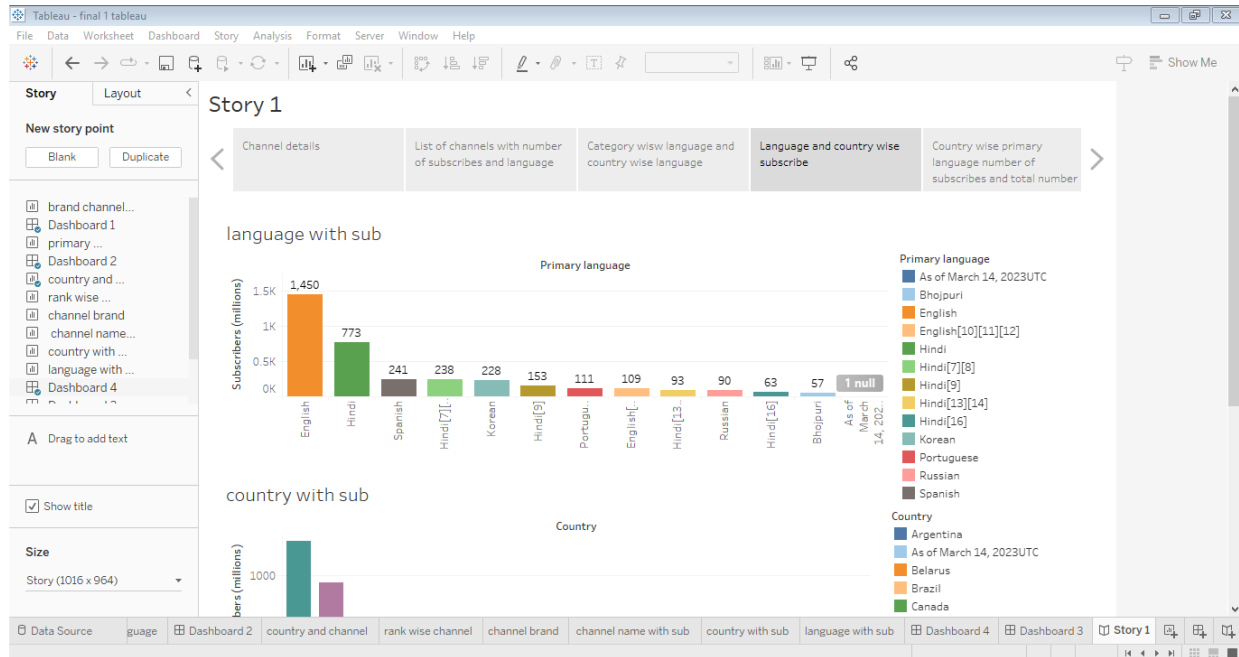 Tableau - final 1 tableau
File Data Worksheet Dashboard Story Analysis Format Server Window Help
Show Me
Story Layout
New story point
Blank Duplicate
brand channel...
Dashboard 1
primary ...
Dashboard 2
country and ...
rank wise ...
channel brand
channel name...
country with ...
language with ...
Dashboard 4
A Drag to add text
Show title
Size
Story (1016 x 964)
Story 1
Channel details
List of channels with number
of subscribes and language
Category wisw language and
country wise language
Language and country wise
subscribe
Country wise primary
language number of
subscribes and total number
language with sub
Primary language
Subscribers (millions)
1.5K
1K
0.5K
0K
1,450
773
241
238
228
153
111
109
93
90
63
57
1 null
English
Hindi
Spanish
Hindi[7][..
Korean
Hindi[9]
Portugu..
English[..
Hindi[13..
Russian
Hindi[16]
Bhojpuri
As of
March
14, 202..
Primary language
As of March 14, 2023UTC
Bhojpuri
English
English[10][11][12]
Hindi
Hindi[7][8]
Hindi[9]
Hindi[13][14]
Hindi[16]
Korean
Portuguese
Russian
Spanish
country with sub
Country
bers (millions)
1000
Country
Argentina
As of March 14, 2023UTC
Belarus
Brazil
Canada
Data Source guage Dashboard 2 country and channel rank wise channel channel brand channel name with sub country with sub language with sub Dashboard 4 Dashboard 3 Story 1